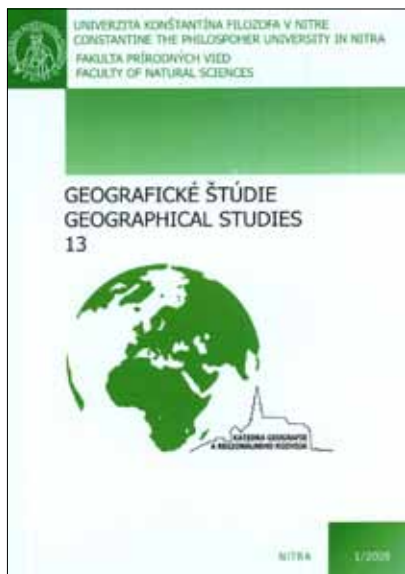 UNIVERZITA KONŠTANTÍNA FILOZOFA V NITRE
CONSTANTINE THE PHILOSPOHER UNIVERSITY IN NITRA
FAKULTA PRÍRODNÝCH VIED
FACULTY OF NATURAL SCIENCES
GEOGRAFICKÉ ŠTÚDIE
GEOGRAPHICAL STUDIES
13
KATEDRA GEOGRAFIE
A REGIONÁLNEHO ROZVOJA
NITRA